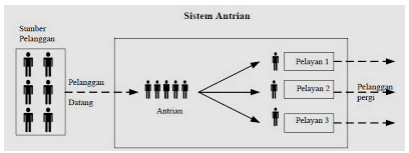 Sistem Antrian
Sumber
Pelanggan
Pelanggan
Datang
Antrian
Pelayan 1
Pelayan 2
Pelayan 3
Pelanggan
pergi